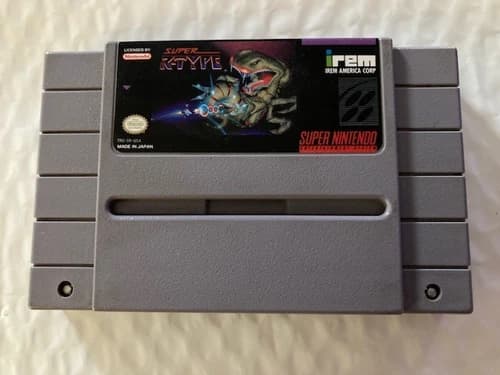 LICENSED BY
Nintendo
SUPER
R-TYPE
irem
IREM AMERICA CORP
SUPER NINTENDO
MADE IN JAPAN